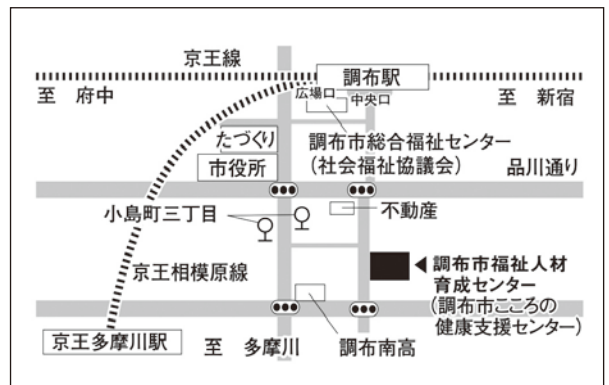 京王線
調布駅
広場口
中央口
至 府中
至 新宿
たづくり
市役所
調布市総合福祉センター
(社会福祉協議会)
品川通り
小島町三丁目
不動産
京王相模原線
調布市福祉人材
育成センター
(調布市こころの
健康支援センター)
京王多摩川駅
至 多摩川
調布南高